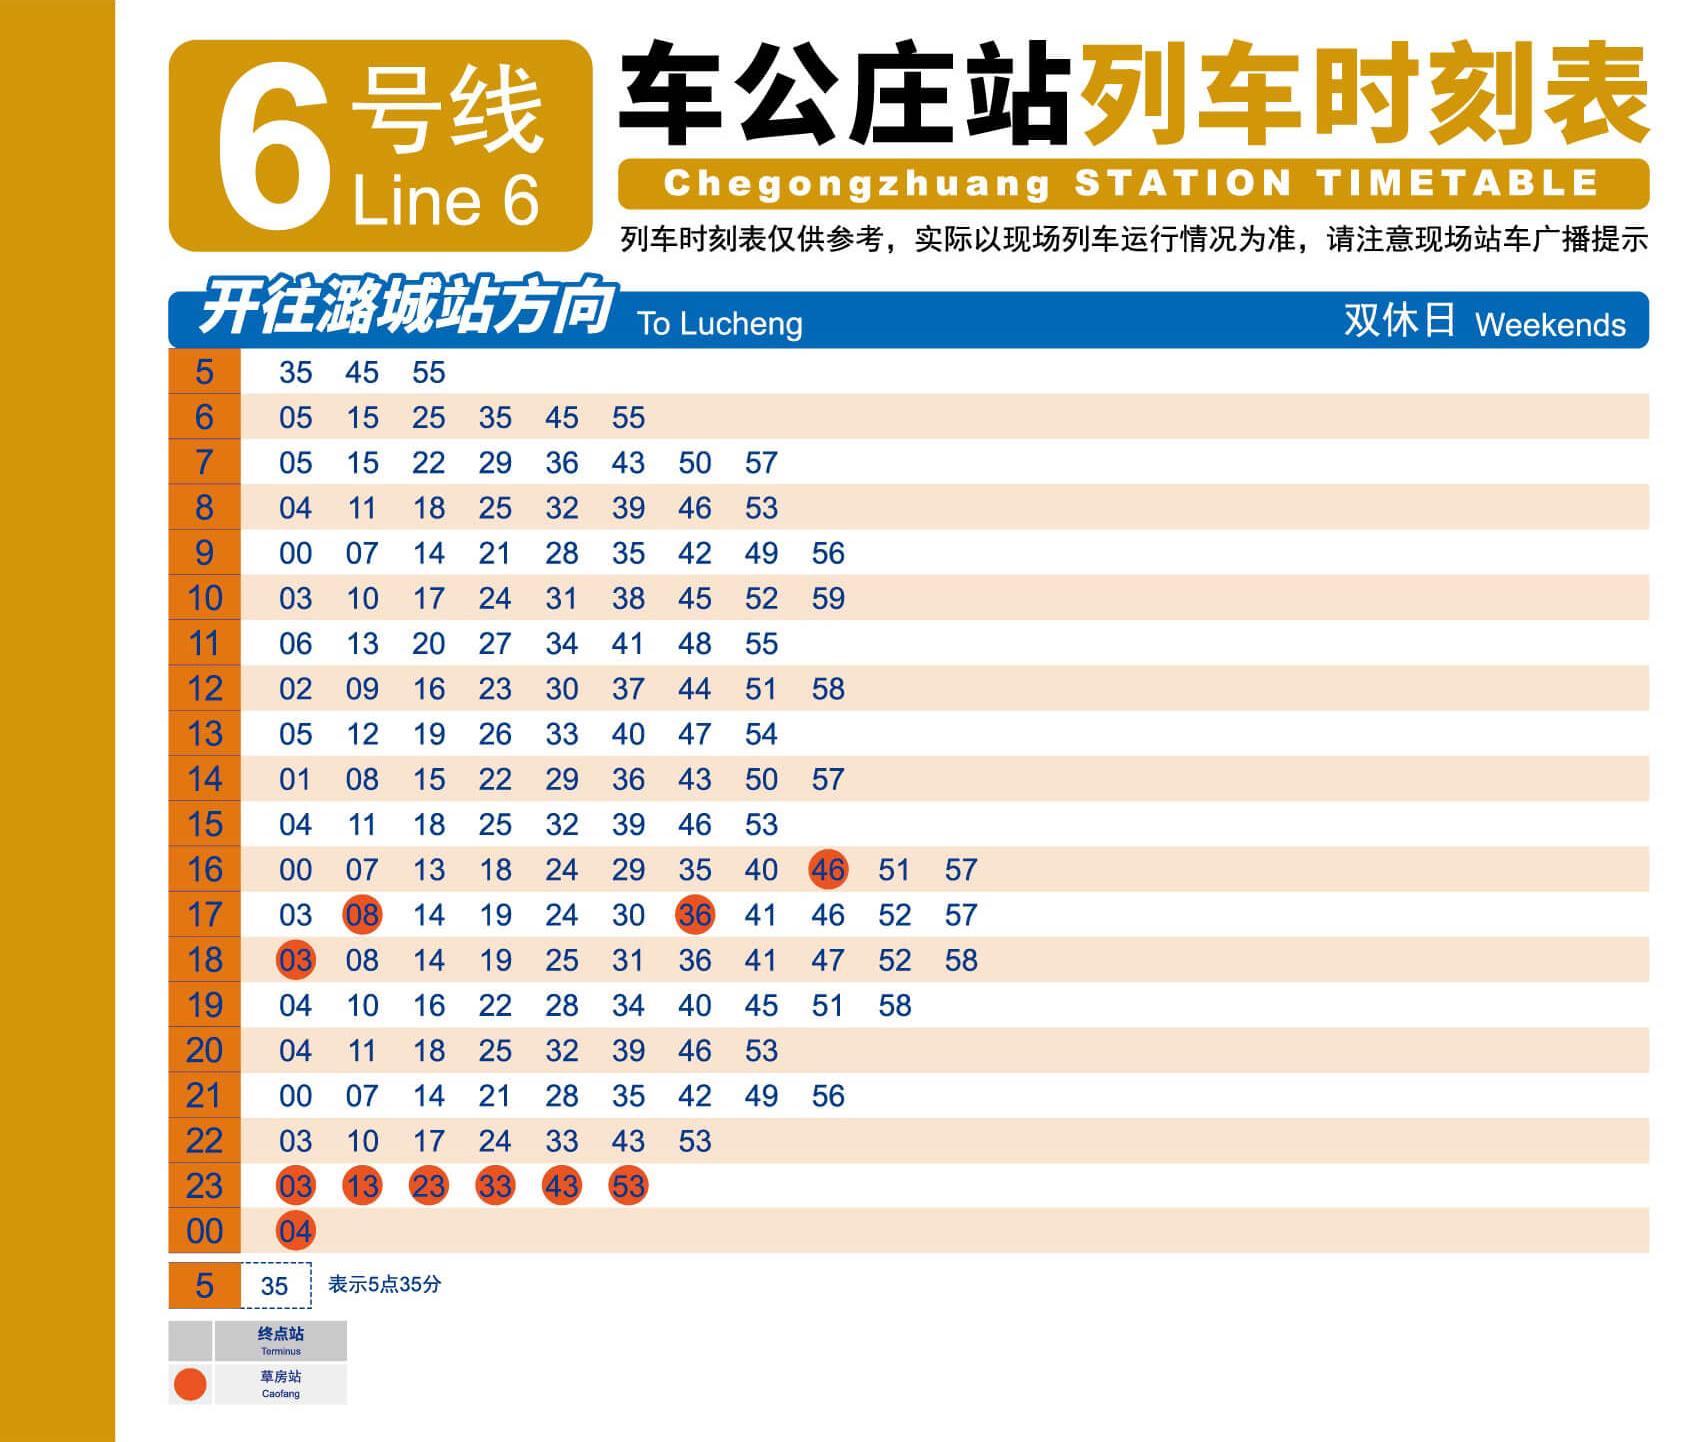 6号线
Line 6
车公庄站列车时刻表
Chegongzhuang STATION TIMETABLE
列车时刻表仅供参考，实际以现场列车运行情况为准，请注意现场站车广播提示
开往潞城站方向 To Lucheng 双休日 Weekends
5 35 45 55
6 05 15 25 35 45 55
7 05 15 22 29 36 43 50 57
8 04 11 18 25 32 39 46 53
9 00 07 14 21 28 35 42 49 56
10 03 10 17 24 31 38 45 52 59
11 06 13 20 27 34 41 48 55
12 02 09 16 23 30 37 44 51 58
13 05 12 19 26 33 40 47 54
14 01 08 15 22 29 36 43 50 57
15 04 11 18 25 32 39 46 53
16 00 07 13 18 24 29 35 40 46 51 57
17 03 08 14 19 24 30 36 41 46 52 57
18 03 08 14 19 25 31 36 41 47 52 58
19 04 10 16 22 28 34 40 45 51 58
20 04 11 18 25 32 39 46 53
21 00 07 14 21 28 35 42 49 56
22 03 10 17 24 33 43 53
23 03 13 23 33 43 53
00 04
5 35 表示5点35分
终点站
Terminus
草房站
Caofang